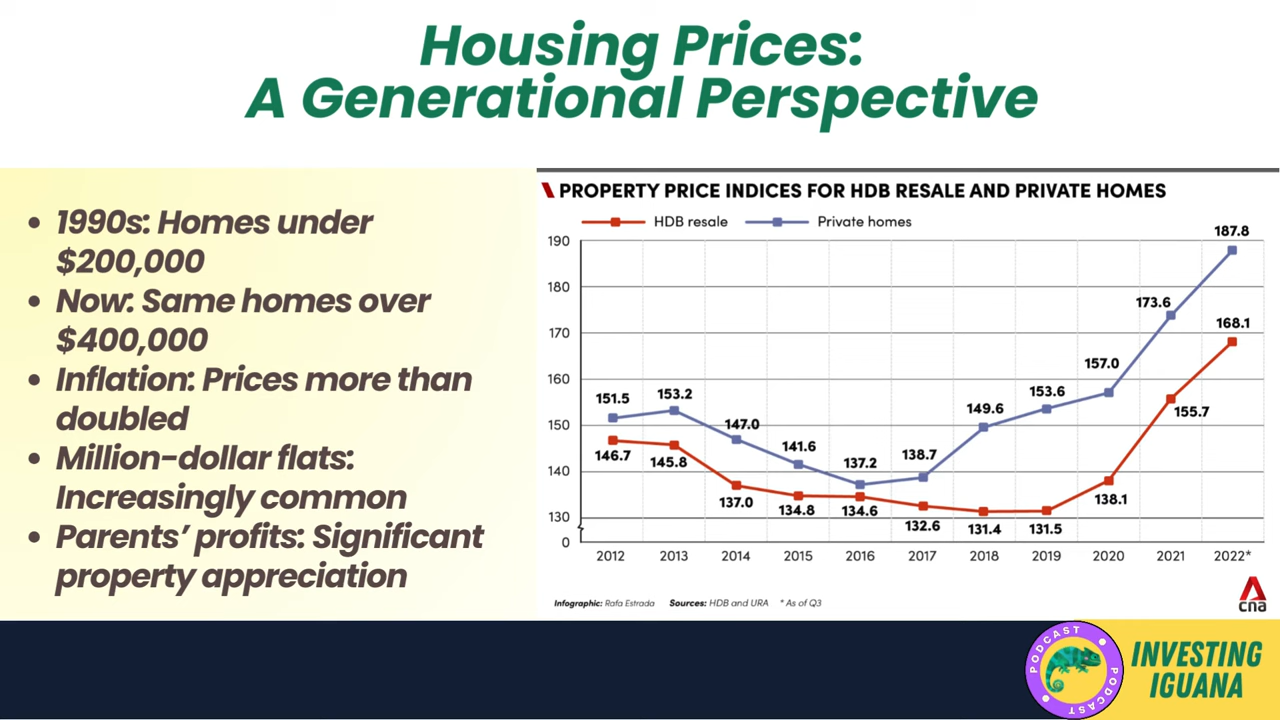 Housing Prices:
A Generational Perspective
• 1990s: Homes under
$200,000
• Now: Same homes over
$400,000
• Inflation: Prices more than
doubled
• Million-dollar flats:
Increasingly common
• Parents’ profits: Significant
property appreciation
PROPERTY PRICE INDICES FOR HDB RESALE AND PRIVATE HOMES
HDB resale Private homes
190
180
170
160
150
140
130
0
151.5
153.2
147.0
141.6
137.2
138.7
149.6
153.6
157.0
173.6
187.8
146.7
145.8
137.0
134.8
134.6
132.6
131.4
131.5
138.1
155.7
168.1
2012 2013 2014 2015 2016 2017 2018 2019 2020 2021 2022*
Infographic: Rafa Estrada Sources: HDB and URA * As of Q3
cna
PODCAST
PODCAST
PODCAST
INVESTING
IGUANA